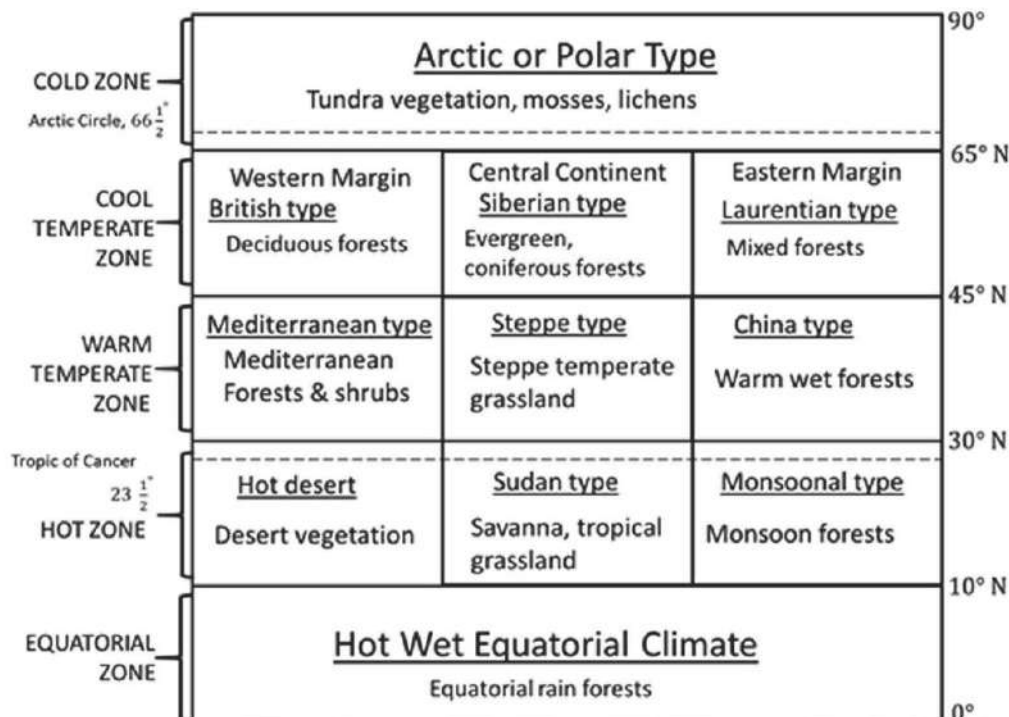 90°
Arctic or Polar Type
COLD ZONE
Tundra vegetation, mosses, lichens
Arctic Circle, 66 1/2°
65° N
Western Margin
British type
Deciduous forests
Central Continent
Siberian type
Evergreen,
coniferous forests
Eastern Margin
Laurentian type
Mixed forests
COOL
TEMPERATE
ZONE
45° N
Mediterranean type
Mediterranean
Forests & shrubs
Steppe type
Steppe temperate
grassland
China type
Warm wet forests
WARM
TEMPERATE
ZONE
30° N
Tropic of Cancer
23 1/2°
HOT ZONE
Hot desert
Desert vegetation
Sudan type
Savanna, tropical
grassland
Monsoonal type
Monsoon forests
10° N
EQUATORIAL
ZONE
Hot Wet Equatorial Climate
Equatorial rain forests
0°